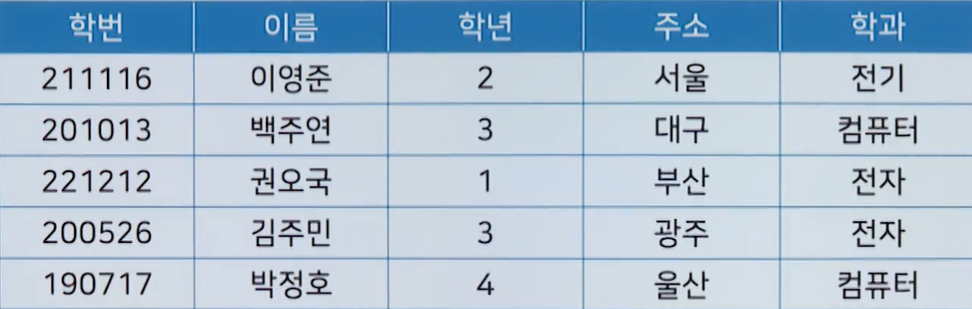 학번 이름 학년 주소 학과
211116 이영준 2 서울 전기
201013 백주연 3 대구 컴퓨터
221212 권오국 1 부산 전자
200526 김주민 3 광주 전자
190717 박정호 4 울산 컴퓨터